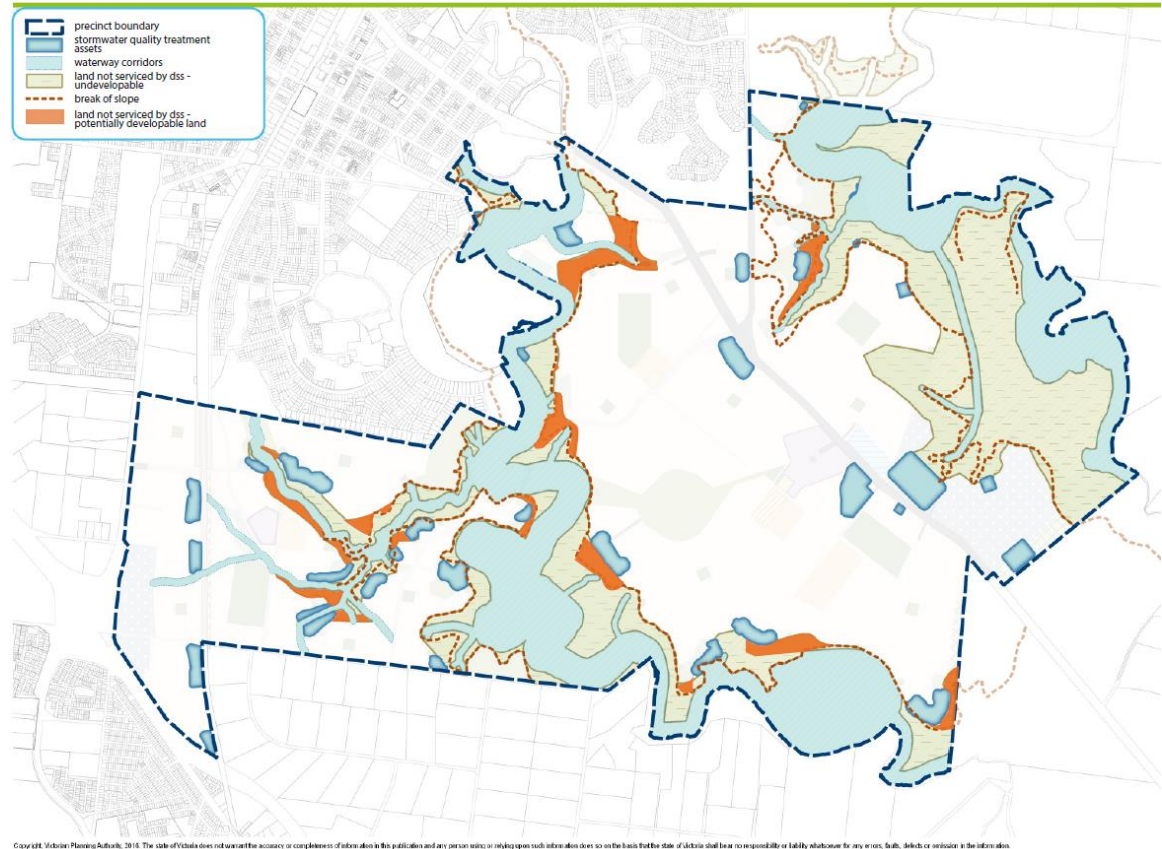 precinct boundary
stormwater quality treatment
assets
waterway corridors
land not serviced by dss -
undevelopable
break of slope
land not serviced by dss -
potentially developable land
Copyright, Victorian Planning Authority, 2016. The state of Victoria does not warrant the accuracy or completeness of information in this publication and any person using or relying upon such information does so on the basis that the state of Victoria shall bear no responsibility or liability whatsoever for any errors, faults, defects or omission in the information.